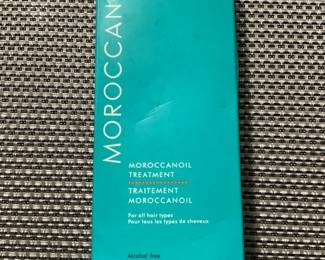 MOROCCAN
MOROCCANOIL
TREATMENT
TRAITEMENT
MOROCCANOIL
For all hair types
Pour tous les types de cheveux
Alcohol free